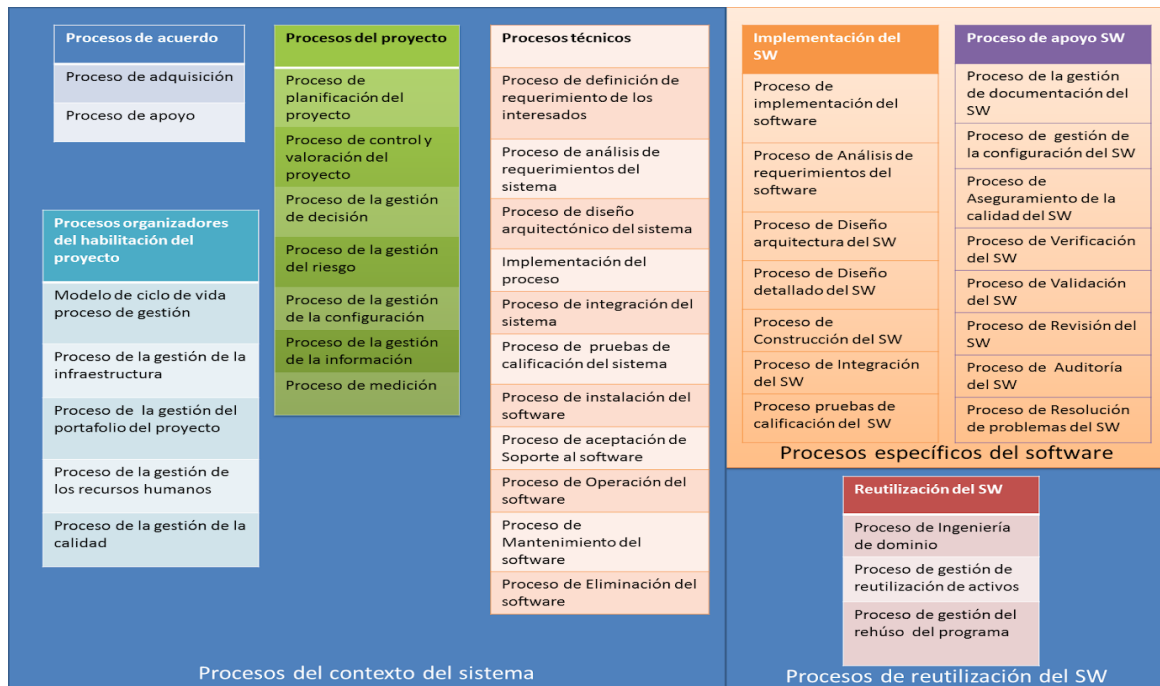 Procesos de acuerdo
Proceso de adquisición
Proceso de apoyo
Procesos organizadores
del habilitación del
proyecto
Modelo de ciclo de vida
proceso de gestión
Proceso de la gestión de la
infraestructura
Proceso de  la gestión del
portafolio del proyecto
Proceso de la gestión de
los recursos humanos
Proceso de la gestión de la
calidad
Procesos del proyecto
Proceso de
planificación del
proyecto
Proceso de control y
valoración del
proyecto
Proceso de la gestión
de decisión
Proceso de la gestión
del riesgo
Proceso de la gestión
de la configuración
Proceso de la gestión
de la información
Proceso de medición
Procesos técnicos
Proceso de definición de
requerimiento de los
interesados
Proceso de análisis de
requerimientos del
sistema
Proceso de diseño
arquitectónico del sistema
Implementación del
proceso
Proceso de integración del
sistema
Proceso de  pruebas de
calificación del sistema
Proceso de instalación del
software
Proceso de aceptación de
Soporte al software
Proceso de Operación del
software
Proceso de
Mantenimiento del
software
Proceso de Eliminación del
software
Procesos del contexto del sistema
Implementación del
SW
Proceso de
implementación del
software
Proceso de Análisis de
requerimientos del
software
Proceso de Diseño
arquitectura del SW
Proceso de Diseño
detallado del SW
Proceso de
Construcción del SW
Proceso de Integración
del SW
Proceso pruebas de
calificación del  SW
Proceso de apoyo SW
Proceso de la gestión
de documentación del
SW
Proceso de  gestión de
la configuración del SW
Proceso de
Aseguramiento de la
calidad del SW
Proceso de Verificación
del SW
Proceso de Validación
del SW
Proceso de Revisión del
SW
Proceso de  Auditoría
del SW
Proceso de Resolución
de problemas del SW
Procesos específicos del software
Reutilización del SW
Proceso de Ingeniería
de dominio
Proceso de gestión de
reutilización de activos
Proceso de gestión del
rehúso  del programa
Procesos de reutilización del SW